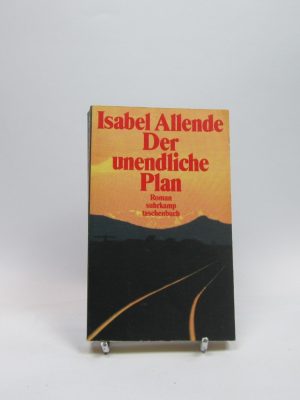 Isabel Allende
Der
unendliche
Plan
Roman
suhrkamp
taschenbuch